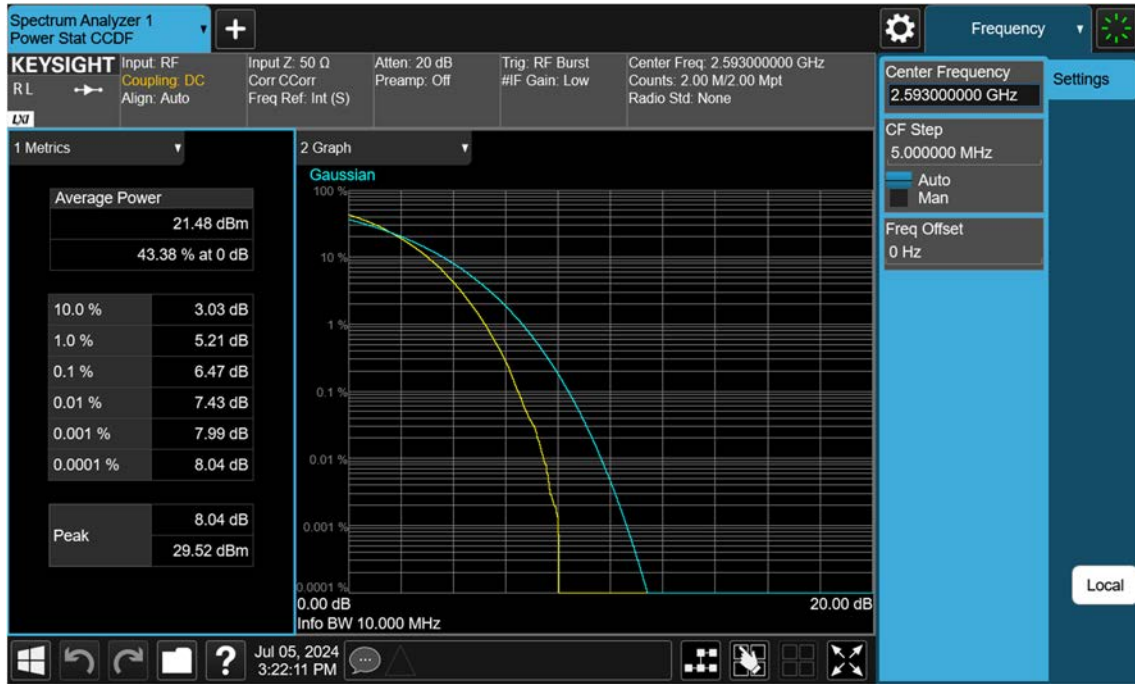 Spectrum Analyzer 1
Power Stat CCDF
+
Frequency
KEYSIGHT
RL
LXI
Input: RF
Coupling: DC
Align: Auto
Input Z: 50 Ω
Corr CCorr
Freq Ref: Int (S)
Atten: 20 dB
Preamp: Off
Trig: RF Burst
#IF Gain: Low
Center Freq: 2.593000000 GHz
Counts: 2.00 M/2.00 Mpt
Radio Std: None
Center Frequency
2.593000000 GHz
Settings
CF Step
5.000000 MHz
Auto
Man
Freq Offset
0 Hz
Local
1 Metrics
Average Power
21.48 dBm
43.38 % at 0 dB
10.0 % 3.03 dB
1.0 % 5.21 dB
0.1 % 6.47 dB
0.01 % 7.43 dB
0.001 % 7.99 dB
0.0001 % 8.04 dB
Peak
8.04 dB
29.52 dBm
2 Graph
Gaussian
100 %
10 %
1 %
0.1 %
0.01 %
0.001 %
0.0001 %
0.00 dB 20.00 dB
Info BW 10.000 MHz
?
Jul 05, 2024
3:22:11 PM